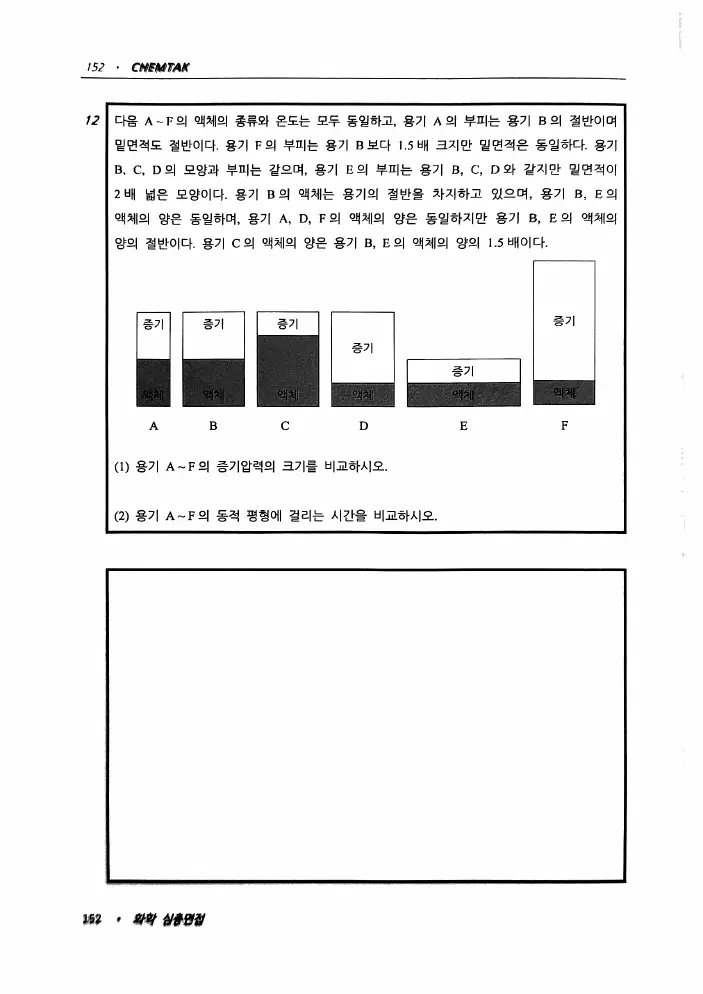 152 · CHEMTAK
12 다음 A ~ F의 액체의 종류와 온도는 모두 동일하고, 용기 A의 부피는 용기 B의 절반이며
밑면적도 절반이다. 용기 F의 부피는 용기 B보다 1.5배 크지만 밑면적은 동일하다. 용기
B, C, D의 모양과 부피는 같으며, 용기 E의 부피는 용기 B, C, D와 같지만 밑면적이
2배 넓은 모양이다. 용기 B의 액체는 용기의 절반을 차지하고 있으며, 용기 B, E의
액체의 양은 동일하며, 용기 A, D, F의 액체의 양은 동일하지만 용기 B, E의 액체의
양의 절반이다. 용기 C의 액체의 양은 용기 B, E의 액체의 양의 1.5배이다.
증기 증기 증기 증기 증기 증기
액체 액체 액체 액체 액체 액체
A B C D E F
(1) 용기 A ~ F의 증기압력의 크기를 비교하시오.
(2) 용기 A ~ F의 동적 평형에 걸리는 시간을 비교하시오.
152 · 화학 심층면접